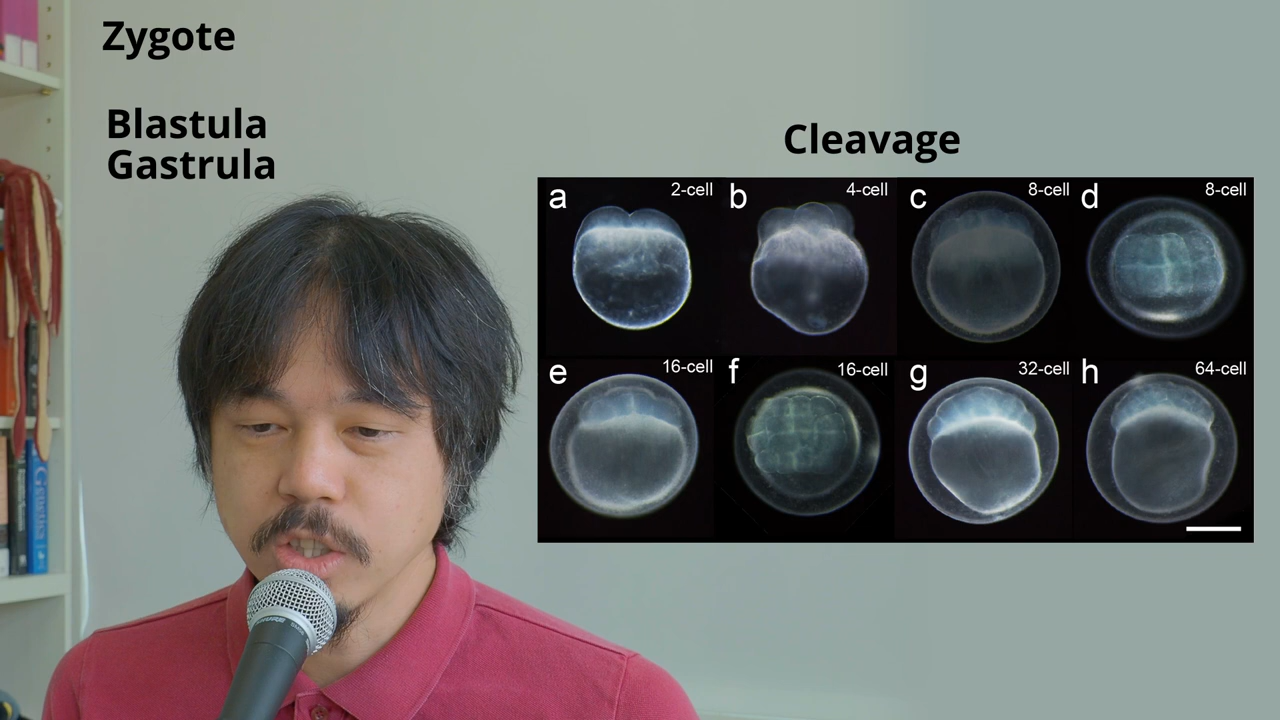 Zygote
Blastula
Gastrula
Cleavage
a 2-cell b 4-cell c 8-cell d 8-cell
e 16-cell f 16-cell g 32-cell h 64-cell
Genetics